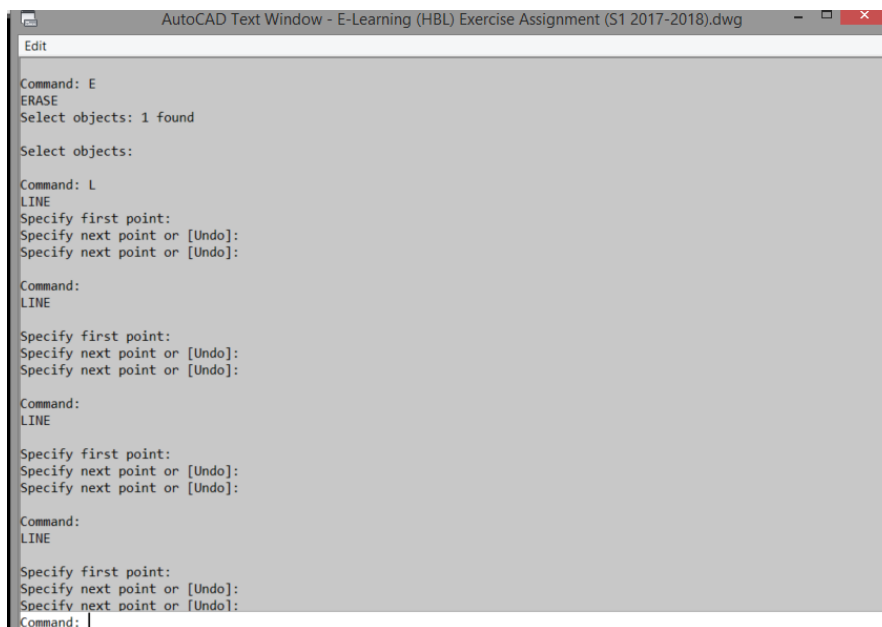 AutoCAD Text Window - E-Learning (HBL) Exercise Assignment (S1 2017-2018).dwg
Edit
Command: E
ERASE
Select objects: 1 found
Select objects:
Command: L
LINE
Specify first point:
Specify next point or [Undo]:
Specify next point or [Undo]:
Command:
LINE
Specify first point:
Specify next point or [Undo]:
Specify next point or [Undo]:
Command:
LINE
Specify first point:
Specify next point or [Undo]:
Specify next point or [Undo]:
Command:
LINE
Specify first point:
Specify next point or [Undo]:
Specify next point or [Undo]:
Command: